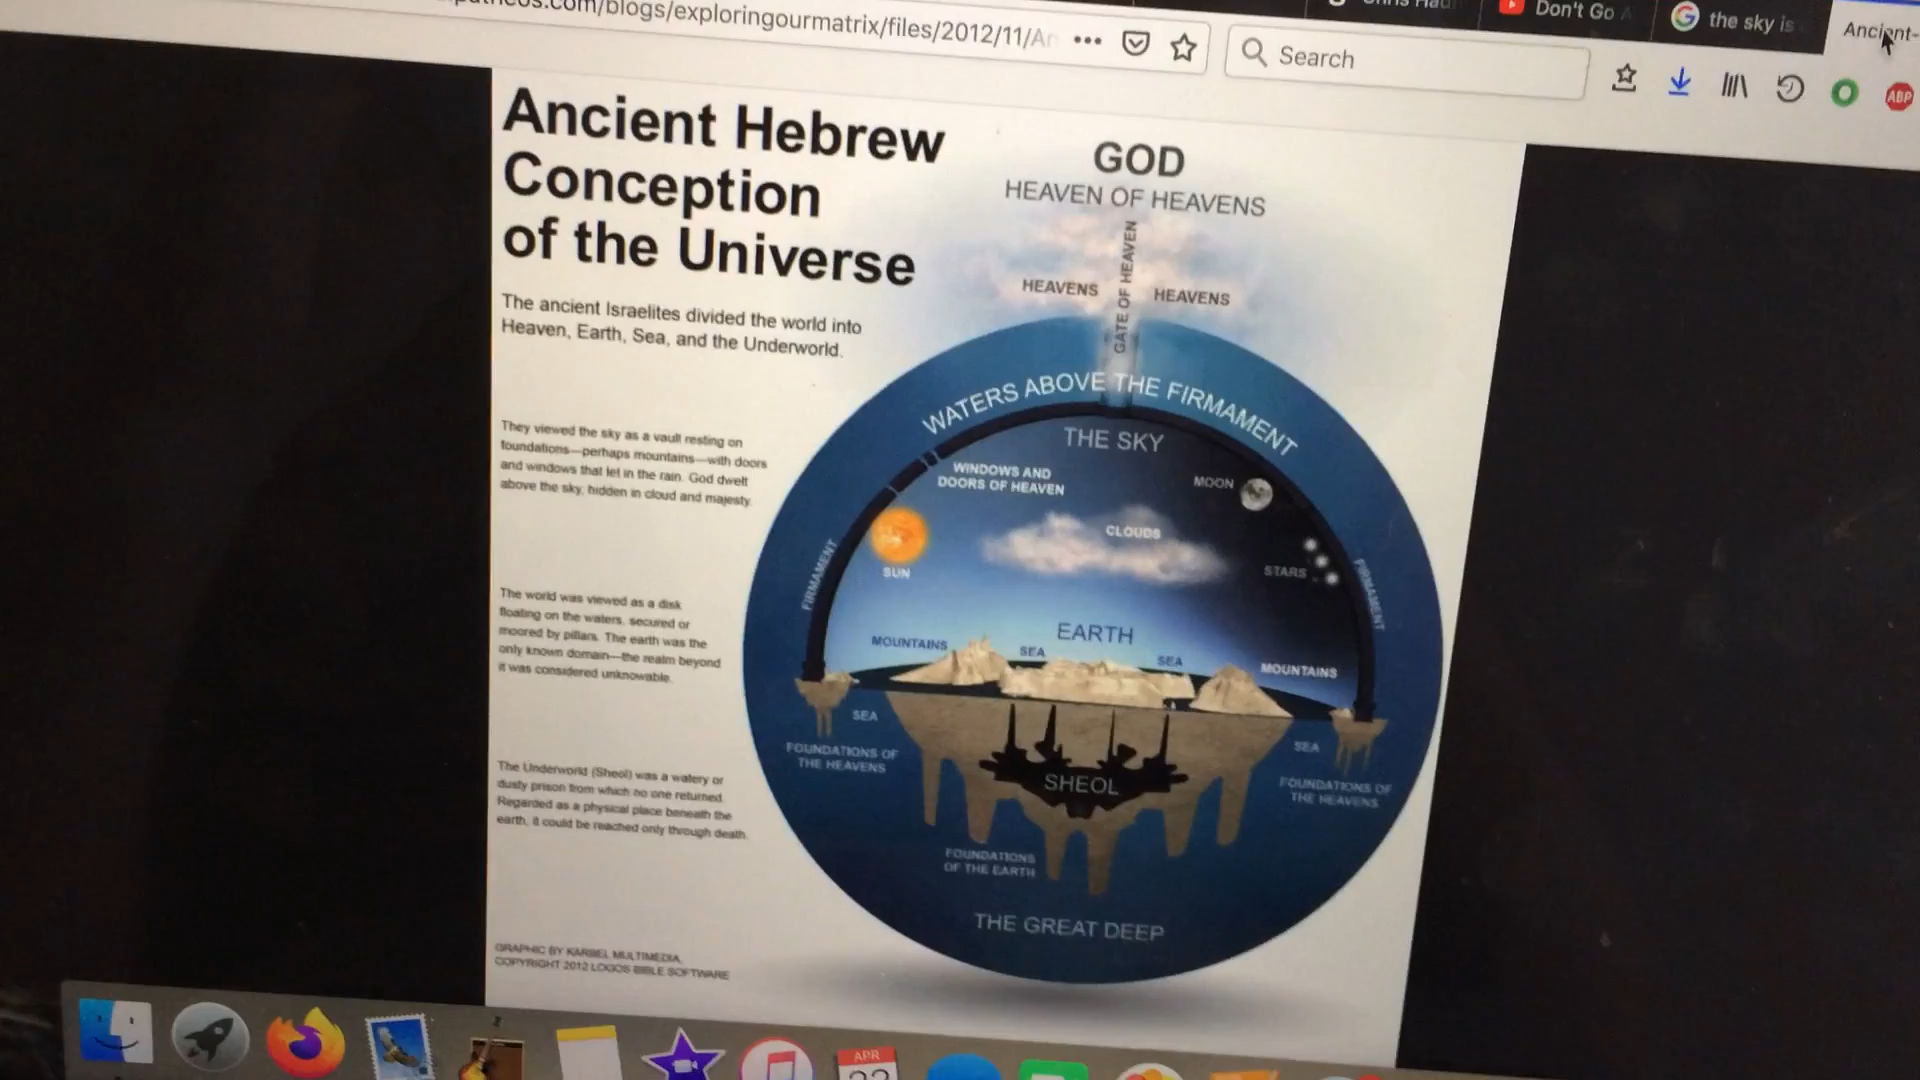 .com/blogs/exploringourmatrix/files/2012/11/An
Search
Don't Go A
the sky is
Ancient-
ABP
Ancient Hebrew
Conception
of the Universe
The ancient Israelites divided the world into
Heaven, Earth, Sea, and the Underworld.
They viewed the sky as a vault resting on
foundations—perhaps mountains—with doors
and windows that let in the rain. God dwelt
above the sky, hidden in cloud and majesty.
The world was viewed as a disk
floating on the waters, secured or
moored by pillars. The earth was the
only known domain—the realm beyond
it was considered unknowable.
The Underworld (Sheol) was a watery or
dusty prison from which no one returned.
Regarded as a physical place beneath the
earth, it could be reached only through death.
GRAPHIC BY KARBEL MULTIMEDIA,
COPYRIGHT 2012 LOGOS BIBLE SOFTWARE
GOD
HEAVEN OF HEAVENS
HEAVENS
GATE OF HEAVEN
HEAVENS
WATERS ABOVE THE FIRMAMENT
THE SKY
WINDOWS AND
DOORS OF HEAVEN
MOON
CLOUDS
SUN
STARS
FIRMAMENT
FIRMAMENT
EARTH
MOUNTAINS
SEA
SEA
MOUNTAINS
SEA
SEA
FOUNDATIONS OF
THE HEAVENS
FOUNDATIONS OF
THE HEAVENS
SHEOL
FOUNDATIONS
OF THE EARTH
THE GREAT DEEP
APR